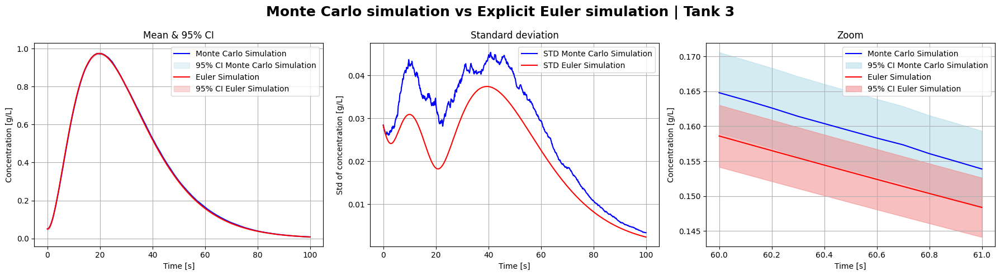 Monte Carlo simulation vs Explicit Euler simulation | Tank 3
Mean & 95% CI
Concentration [g/L]
1.0
0.8
0.6
0.4
0.2
0.0
Monte Carlo Simulation
95% CI Monte Carlo Simulation
Euler Simulation
95% CI Euler Simulation
0 20 40 60 80 100
Time [s]
Standard deviation
Std of concentration [g/L]
0.04
0.03
0.02
0.01
STD Monte Carlo Simulation
STD Euler Simulation
0 20 40 60 80 100
Time [s]
Zoom
Concentration [g/L]
0.170
0.165
0.160
0.155
0.150
0.145
Monte Carlo Simulation
95% CI Monte Carlo Simulation
Euler Simulation
95% CI Euler Simulation
60.0 60.2 60.4 60.6 60.8 61.0
Time [s]